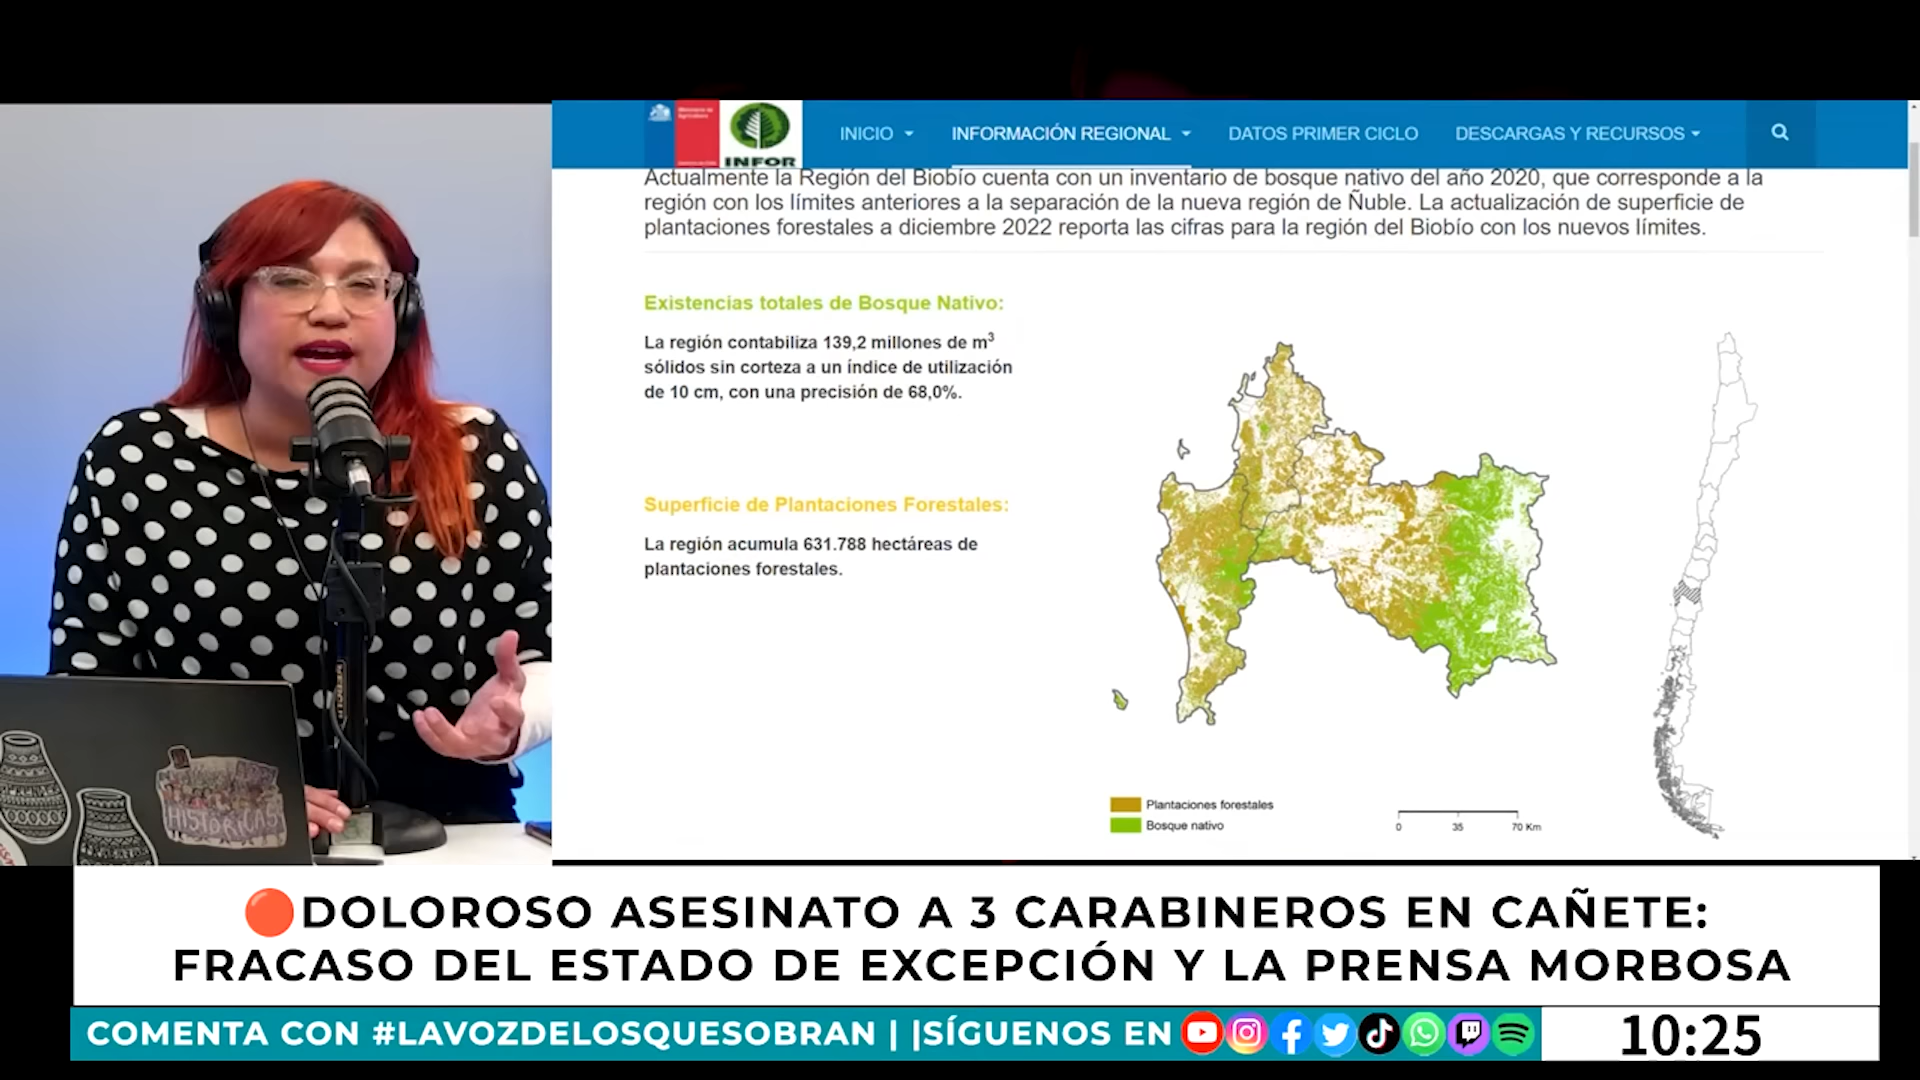 INFOR
INICIO
INFORMACIÓN REGIONAL
DATOS PRIMER CICLO
DESCARGAS Y RECURSOS
Actualmente la Región del Biobío cuenta con un inventario de bosque nativo del año 2020, que corresponde a la
región con los límites anteriores a la separación de la nueva región de Ñuble. La actualización de superficie de
plantaciones forestales a diciembre 2022 reporta las cifras para la región del Biobío con los nuevos límites.
Existencias totales de Bosque Nativo:
La región contabiliza 139,2 millones de m³
sólidos sin corteza a un índice de utilización
de 10 cm, con una precisión de 68,0%.
Superficie de Plantaciones Forestales:
La región acumula 631.788 hectáreas de
plantaciones forestales.
Plantaciones forestales
Bosque nativo
0 35 70 Km
HISTÓRICAS
DOLOROSO ASESINATO A 3 CARABINEROS EN CAÑETE:
FRACASO DEL ESTADO DE EXCEPCIÓN Y LA PRENSA MORBOSA
COMENTA CON #LAVOZDELOSQUESOBRAN | |SÍGUENOS EN
10:25